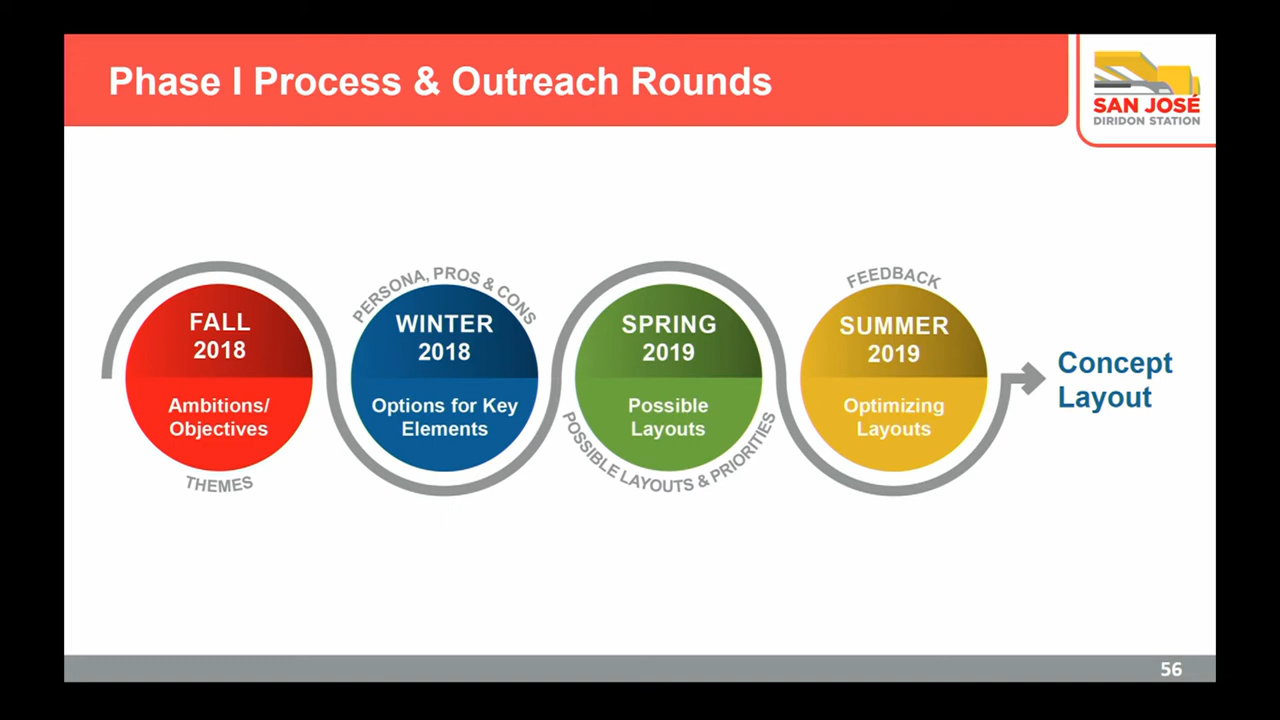 Phase I Process & Outreach Rounds
SAN JOSÉ
DIRIDON STATION
FALL
2018
Ambitions/
Objectives
THEMES
PERSONA, PROS & CONS
WINTER
2018
Options for Key
Elements
SPRING
2019
Possible
Layouts
POSSIBLE LAYOUTS & PRIORITIES
FEEDBACK
SUMMER
2019
Optimizing
Layouts
Concept
Layout
56